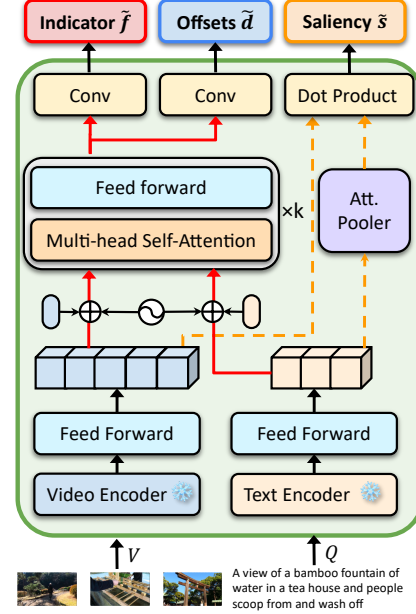 Indicator f̃
Offsets d̃
Saliency s̃
Conv
Conv
Dot Product
Feed forward
Multi-head Self-Attention
×k
Att.
Pooler
Feed Forward
Feed Forward
Video Encoder
Text Encoder
V
Q
A view of a bamboo fountain of
water in a tea house and people
scoop from and wash off